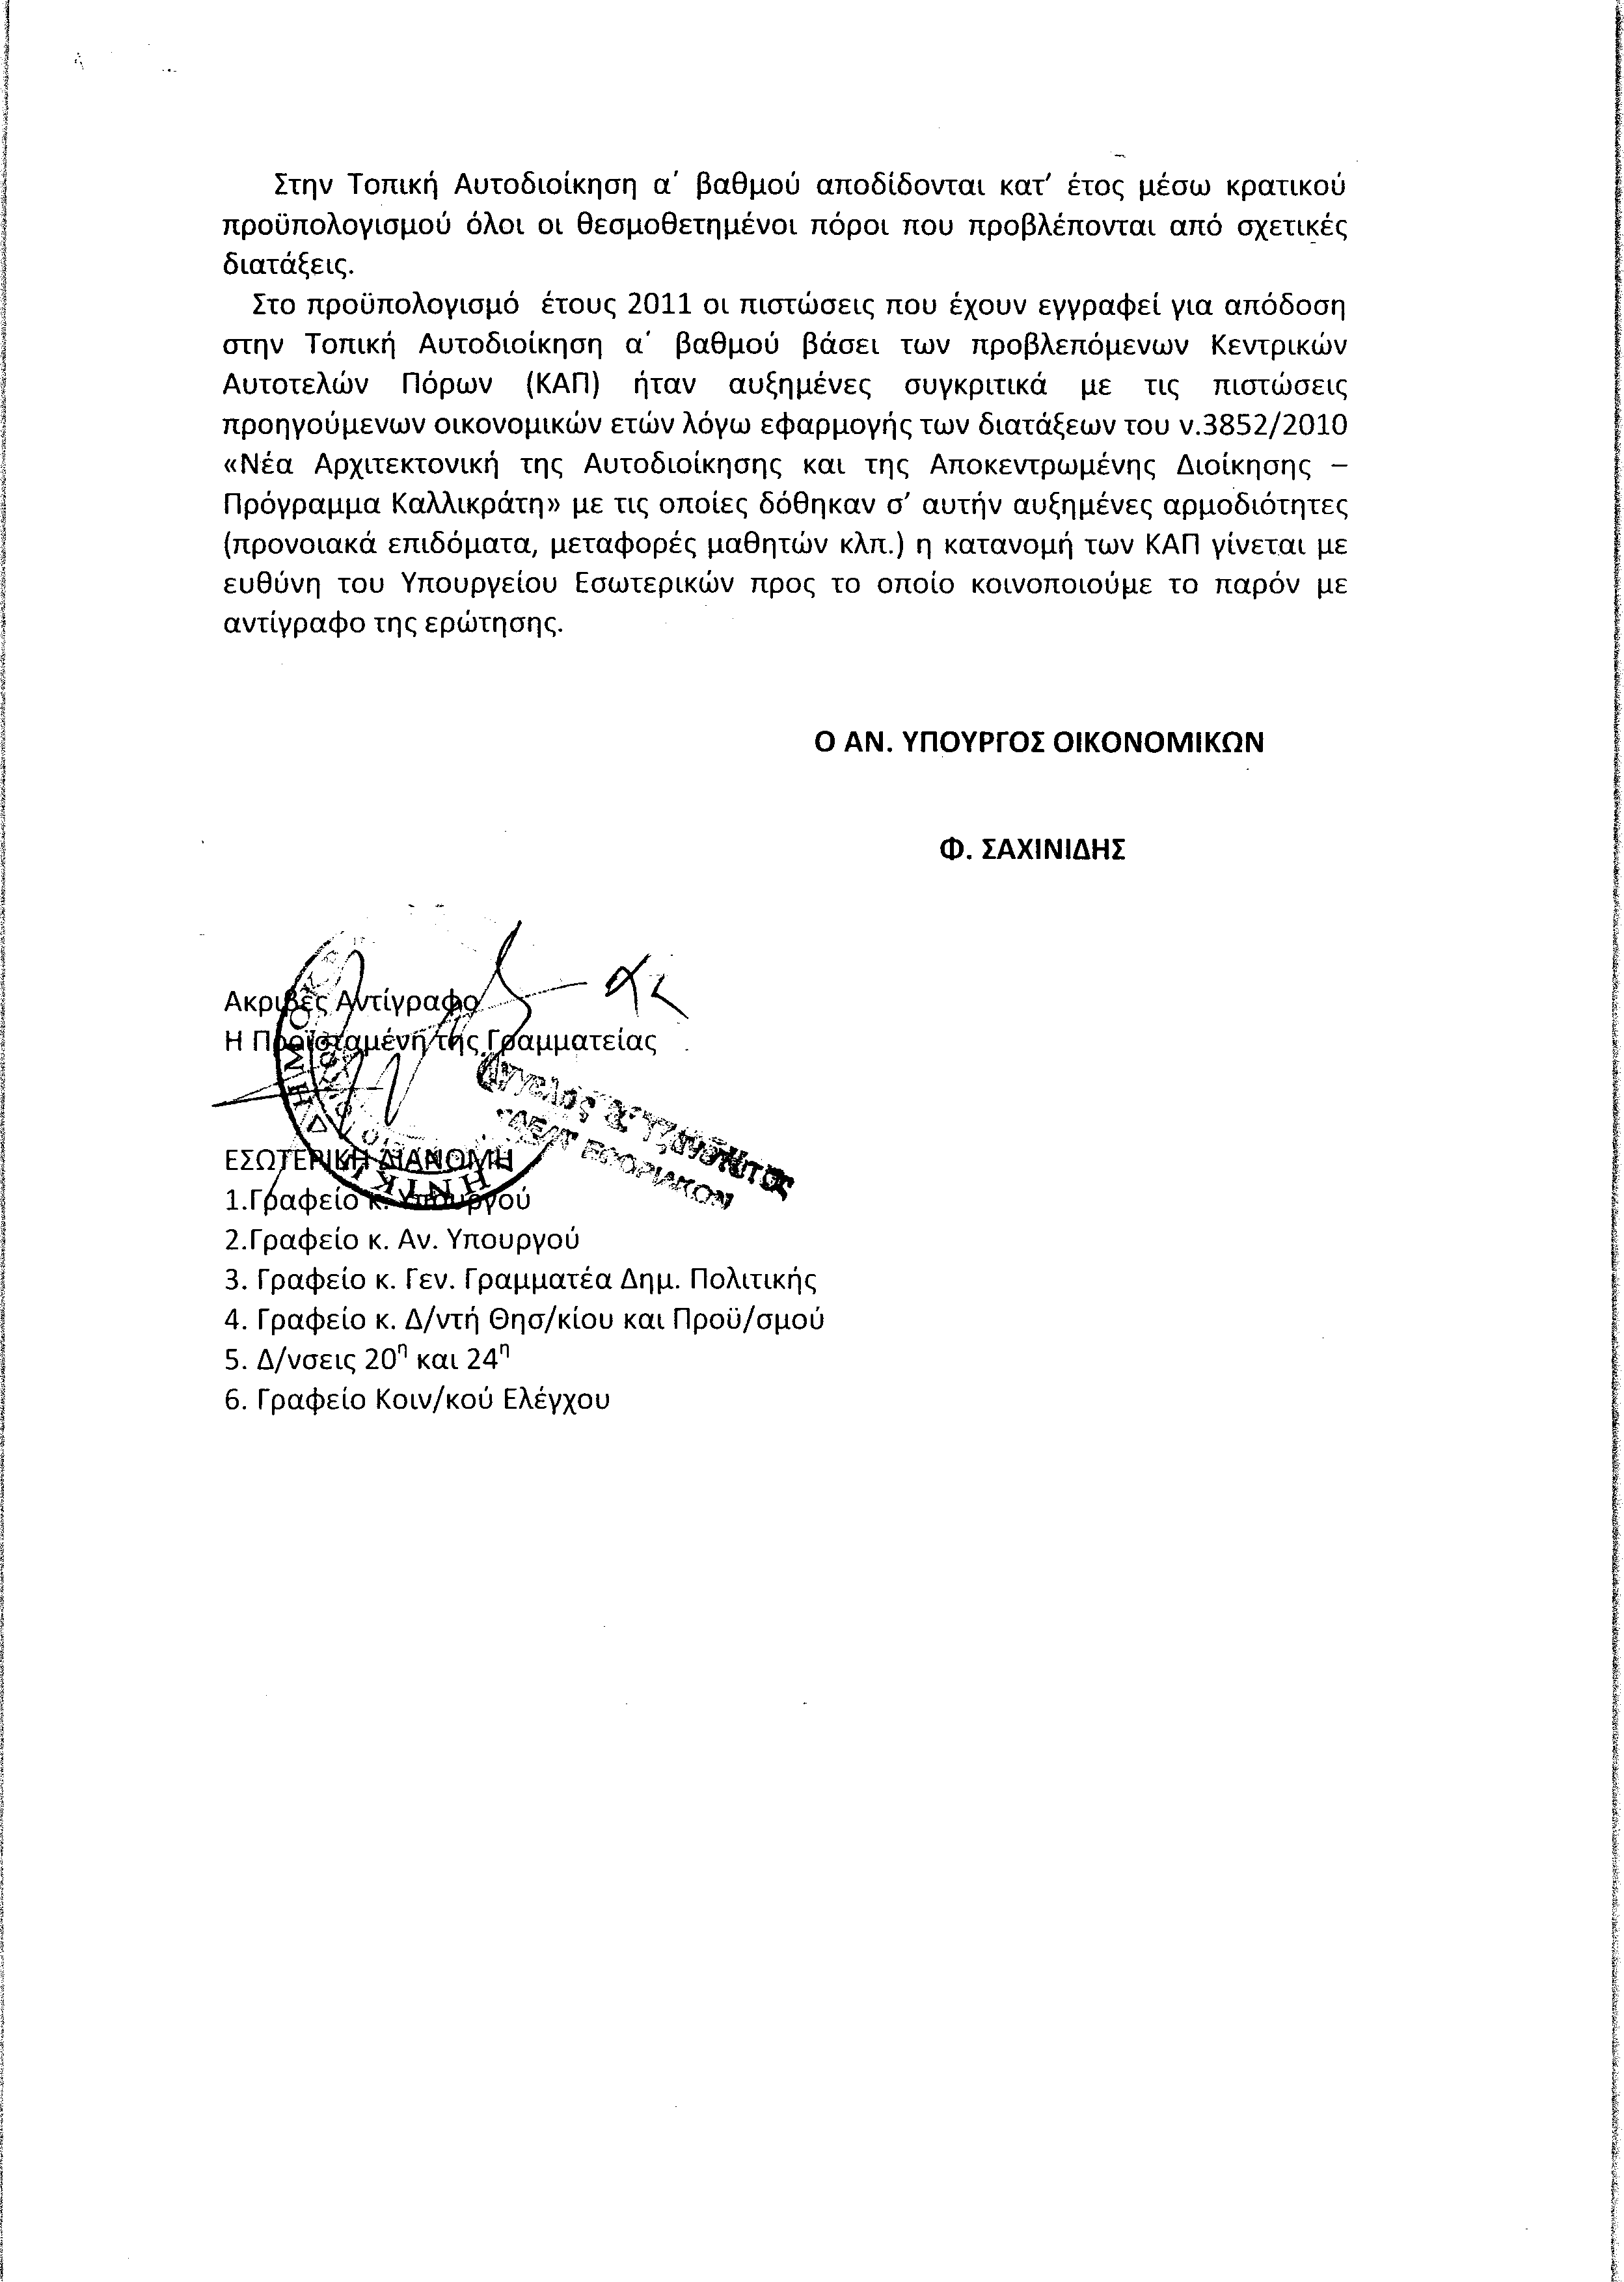 Στην Τοπική Αυτοδιοίκηση α΄ βαθμού αποδίδονται κατ’ έτος μέσω κρατικού
προϋπολογισμού όλοι οι θεσμοθετημένοι πόροι που προβλέπονται από σχετικές
διατάξεις.
Στο προϋπολογισμό έτους 2011 οι πιστώσεις που έχουν εγγραφεί για απόδοση
στην Τοπική Αυτοδιοίκηση α΄ βαθμού βάσει των προβλεπόμενων Κεντρικών
Αυτοτελών Πόρων (ΚΑΠ) ήταν αυξημένες συγκριτικά με τις πιστώσεις
προηγούμενων οικονομικών ετών λόγω εφαρμογής των διατάξεων του ν.3852/2010
«Νέα Αρχιτεκτονική της Αυτοδιοίκησης και της Αποκεντρωμένης Διοίκησης –
Πρόγραμμα Καλλικράτη» με τις οποίες δόθηκαν σ’ αυτήν αυξημένες αρμοδιότητες
(προνοιακά επιδόματα, μεταφορές μαθητών κλπ.) η κατανομή των ΚΑΠ γίνεται με
ευθύνη του Υπουργείου Εσωτερικών προς το οποίο κοινοποιούμε το παρόν με
αντίγραφο της ερώτησης.
Ο ΑΝ. ΥΠΟΥΡΓΟΣ ΟΙΚΟΝΟΜΙΚΩΝ
Φ. ΣΑΧΙΝΙΔΗΣ
Ακριβές Αντίγραφο
Η Προϊσταμένη της Γραμματείας
ΕΣΩΤΕΡΙΚΗ ΔΙΑΝΟΜΗ
1.Γραφείο κ. Υπουργού
2.Γραφείο κ. Αν. Υπουργού
3. Γραφείο κ. Γεν. Γραμματέα Δημ. Πολιτικής
4. Γραφείο κ. Δ/ντή Θησ/κίου και Προϋ/σμού
5. Δ/νσεις 20η και 24η
6. Γραφείο Κοιν/κού Ελέγχου